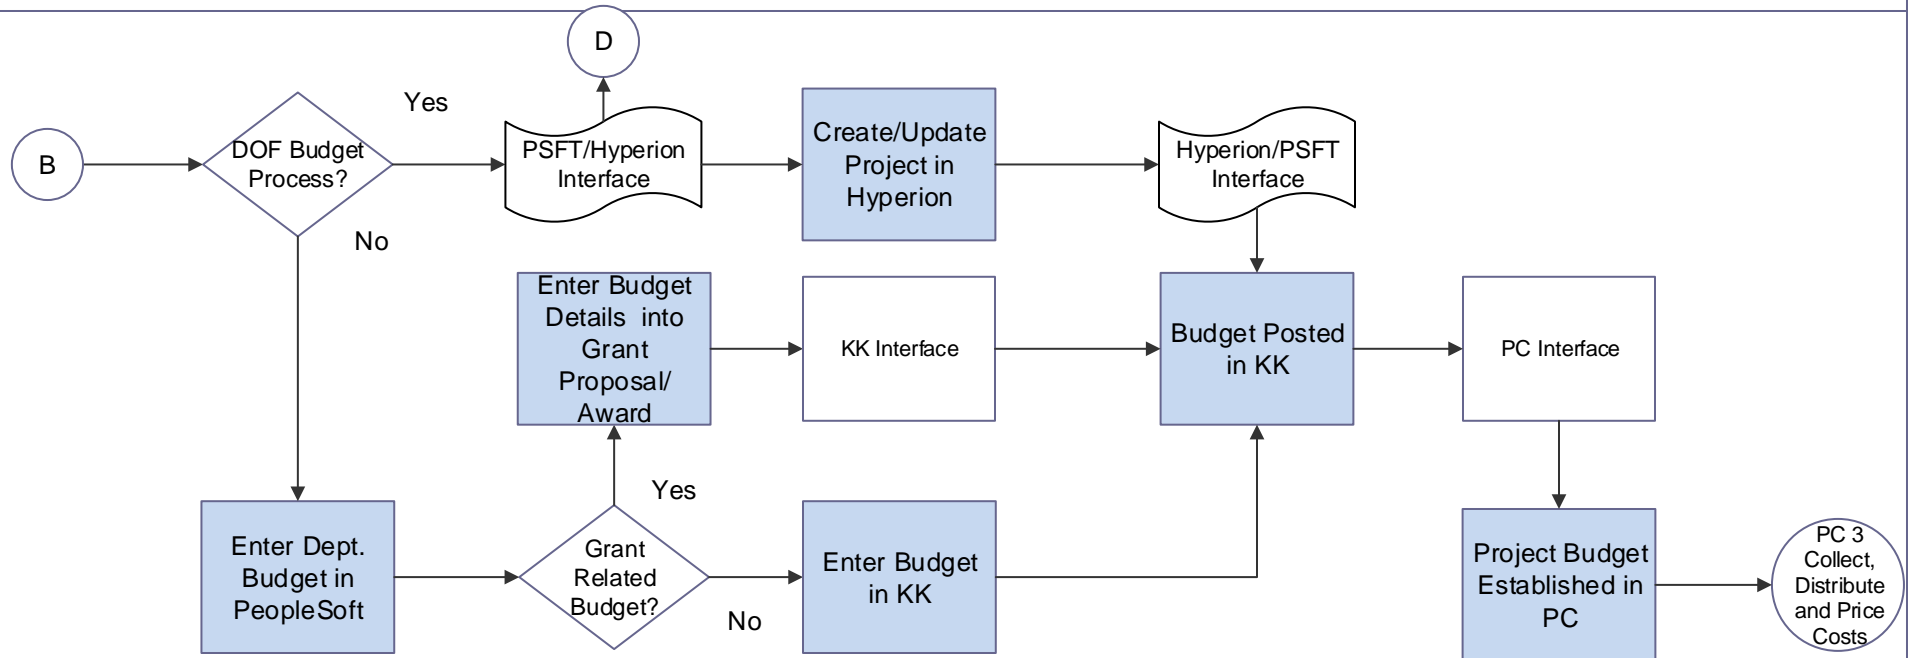 D
Yes
B
DOF Budget
Process?
PSFT/Hyperion
Interface
Create/Update
Project in
Hyperion
Hyperion/PSFT
Interface
No
Enter Budget
Details into
Grant
Proposal/
Award
KK Interface
Budget Posted
in KK
PC Interface
Yes
Enter Dept.
Budget in
PeopleSoft
Grant
Related
Budget?
No
Enter Budget
in KK
Project Budget
Established in
PC
PC 3
Collect,
Distribute
and Price
Costs